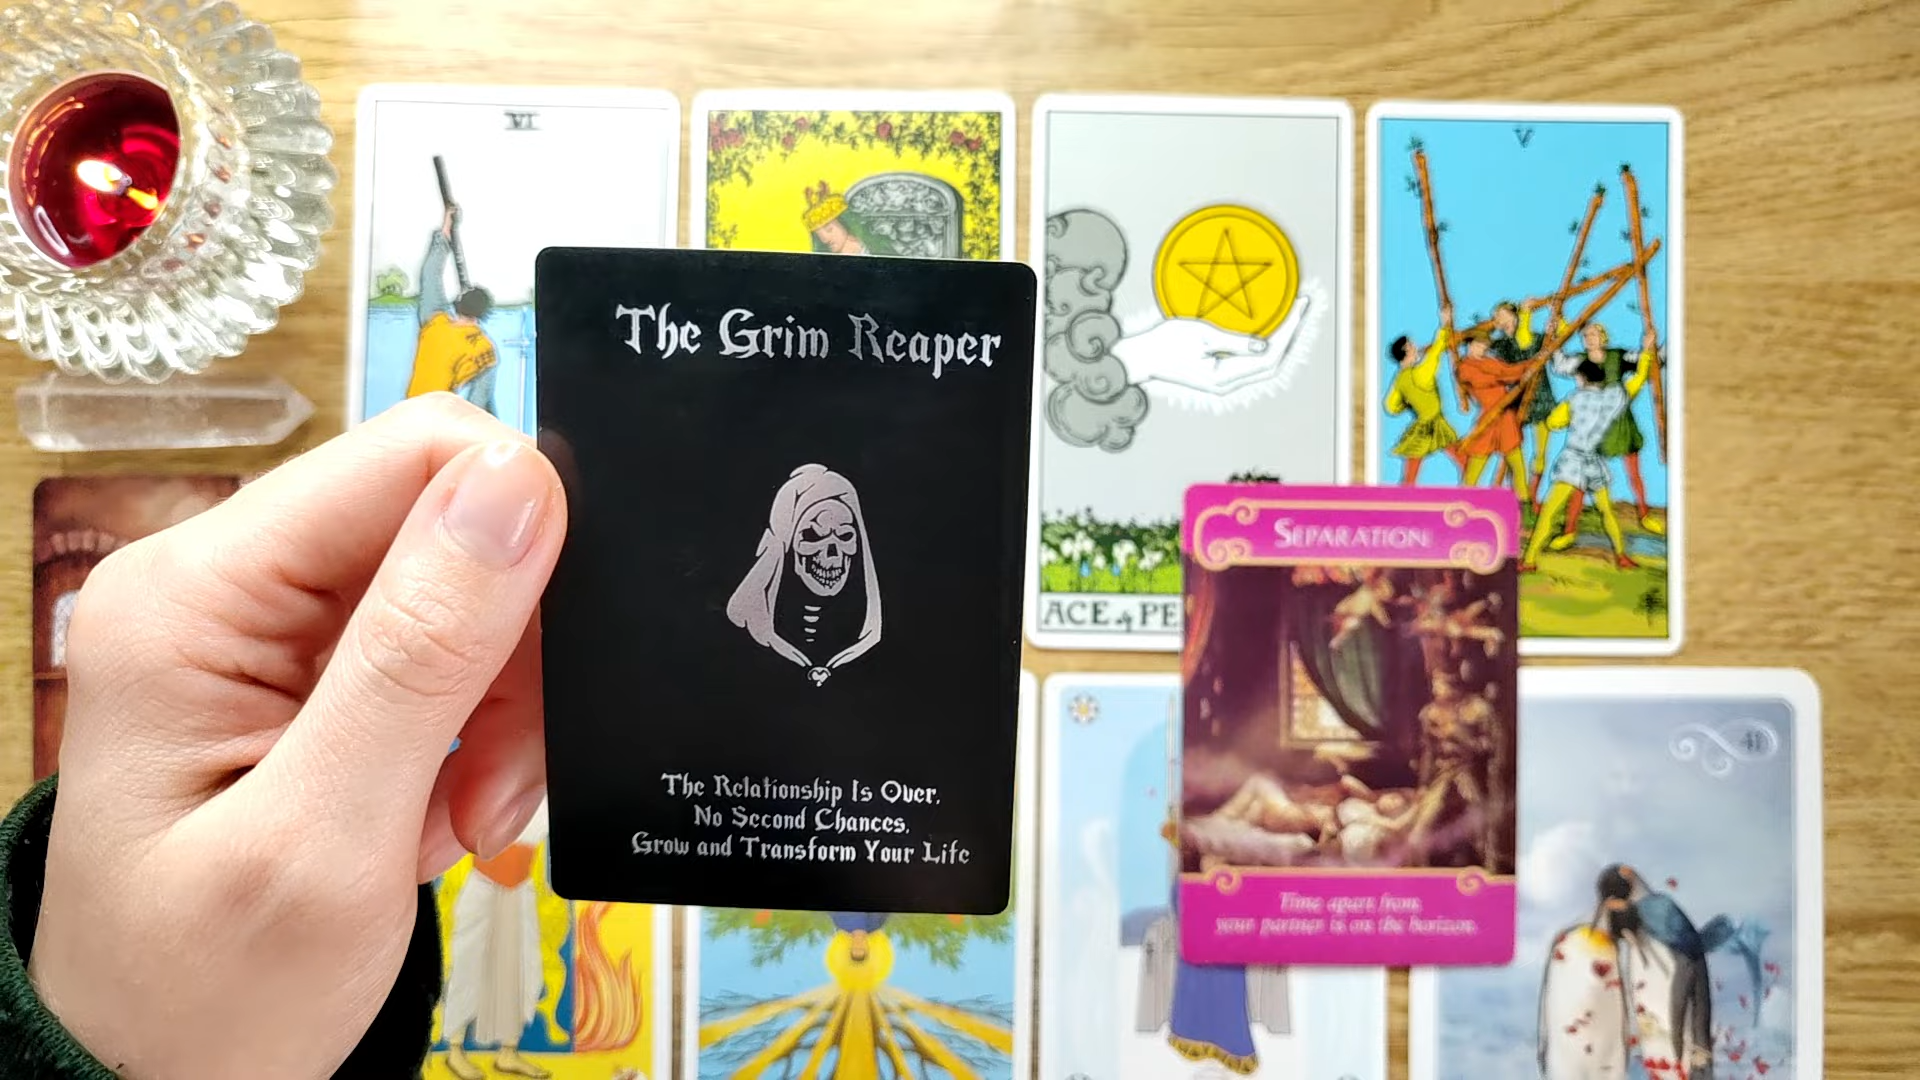 VI
V
The Grim Reaper
The Relationship Is Over.
No Second Chances.
Grow and Transform Your Life
ACE of PE
SEPARATION
Time apart from
your partner is on the horizon.
41